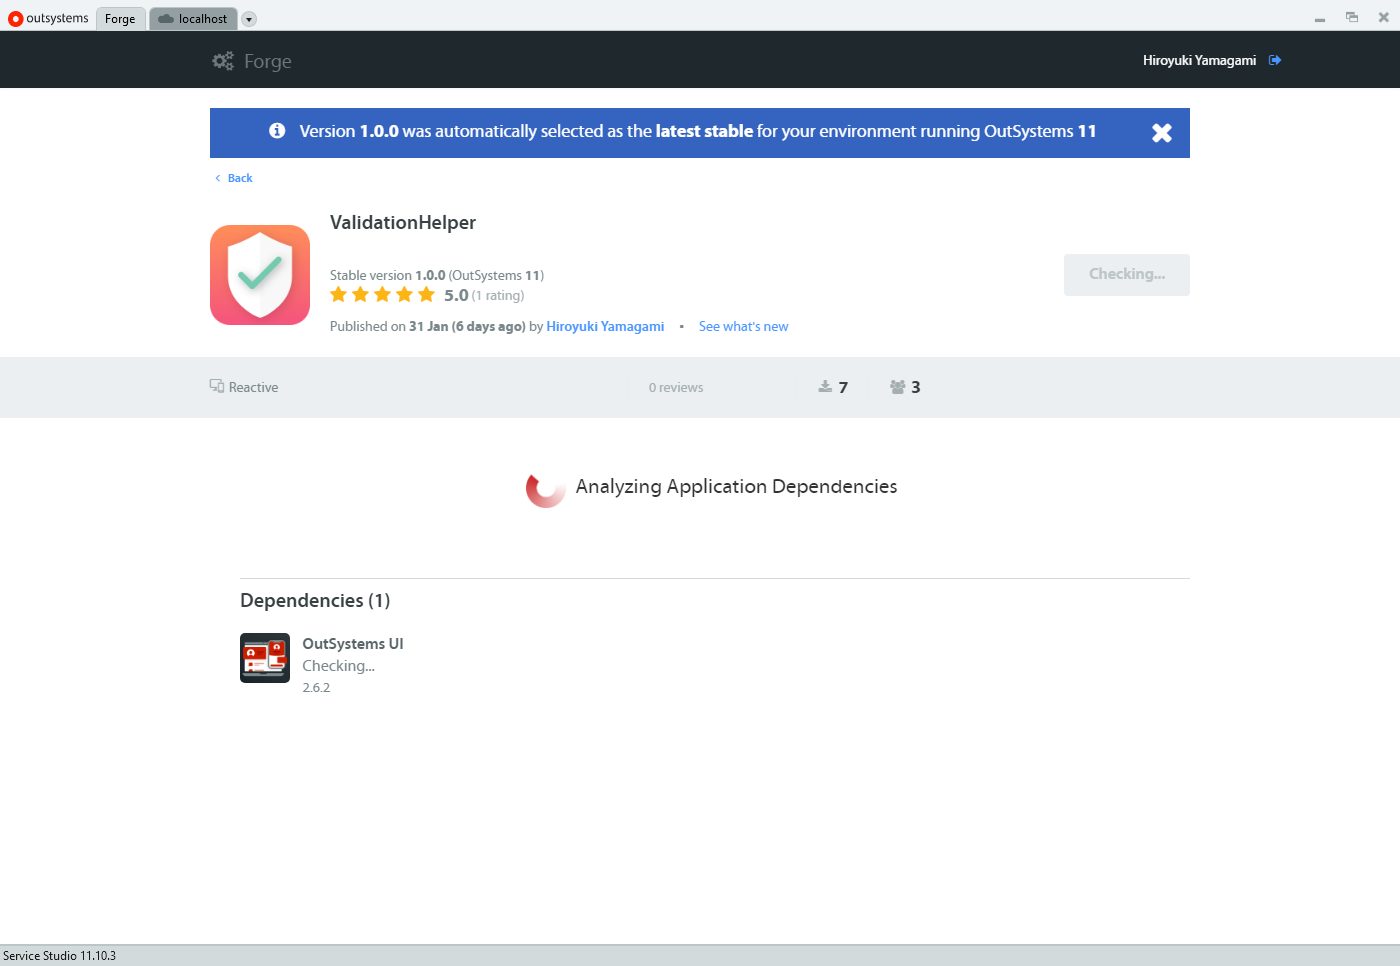 outsystems Forge localhost
Forge
Hiroyuki Yamagami
Version 1.0.0 was automatically selected as the latest stable for your environment running OutSystems 11
Back
ValidationHelper
Checking...
Stable version 1.0.0 (OutSystems 11)
5.0 (1 rating)
Published on 31 Jan (6 days ago) by Hiroyuki Yamagami • See what's new
Reactive 0 reviews 7 3
Analyzing Application Dependencies
Dependencies (1)
OutSystems UI
Checking...
2.6.2
Service Studio 11.10.3